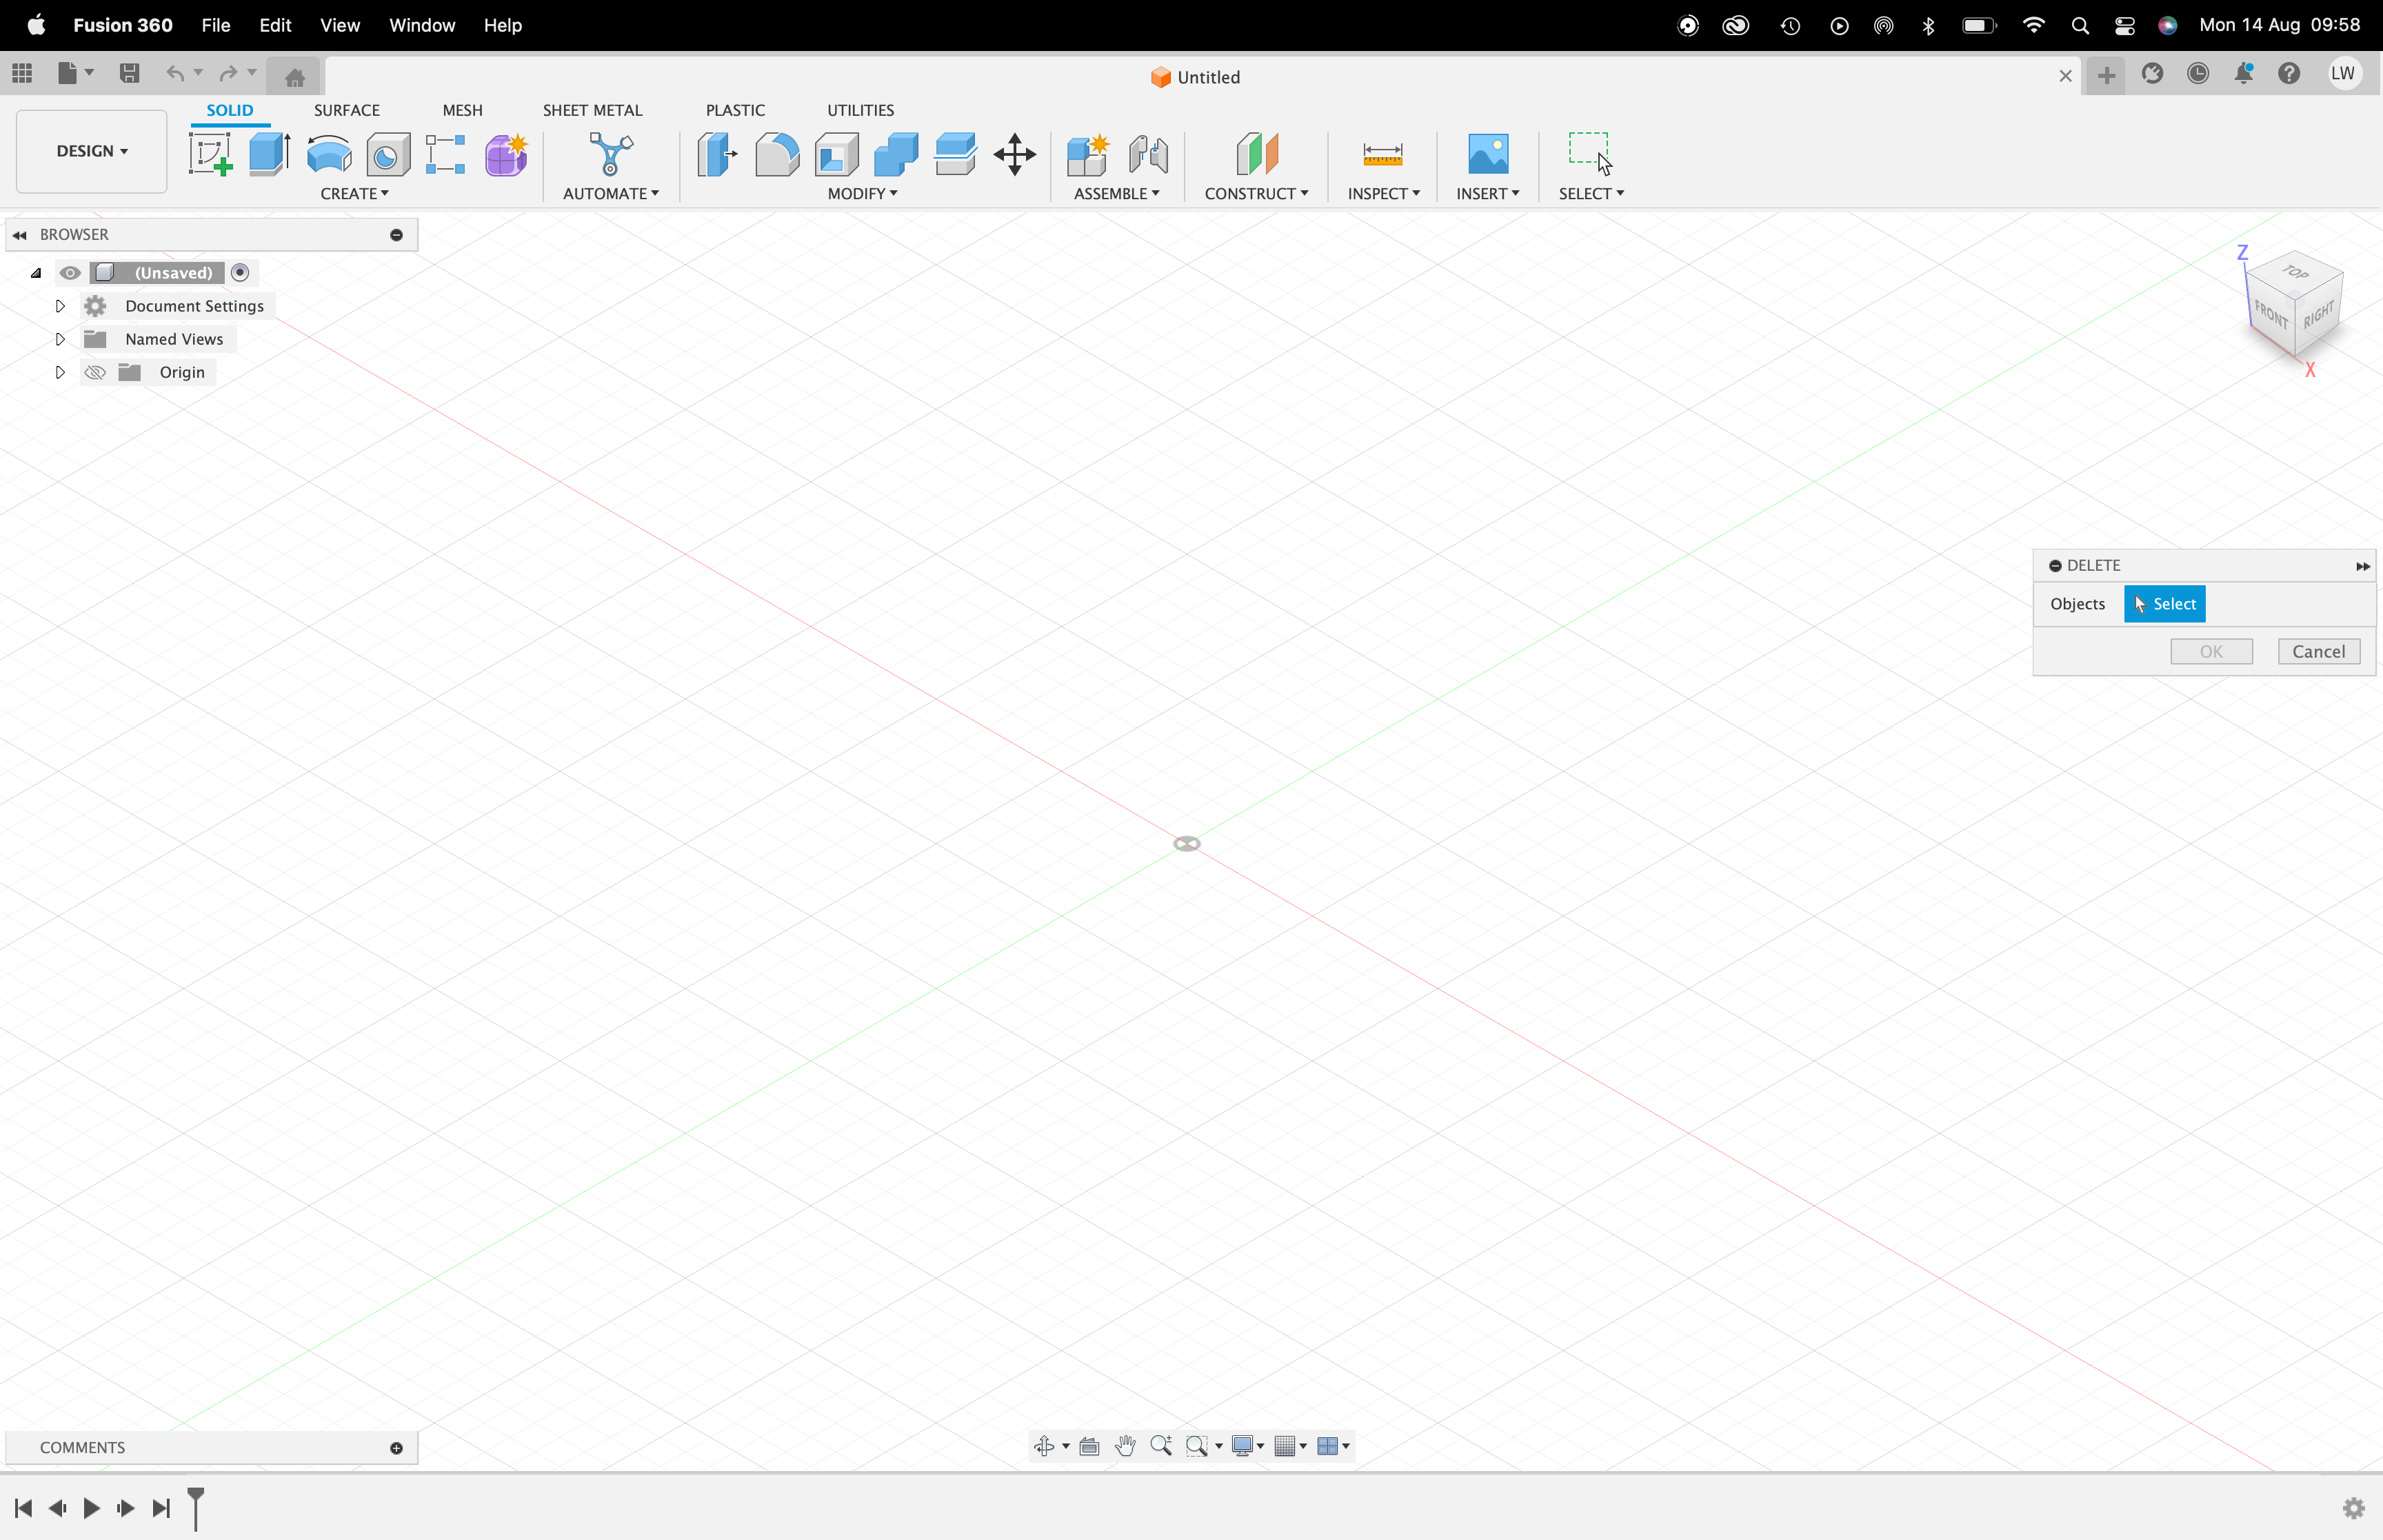 Fusion 360 File Edit View Window Help Mon 14 Aug 09:58
Untitled LW
SOLID SURFACE MESH SHEET METAL PLASTIC UTILITIES
DESIGN
CREATE AUTOMATE MODIFY ASSEMBLE CONSTRUCT INSPECT INSERT SELECT
BROWSER
(Unsaved)
Document Settings
Named Views
Origin
Z
TOP
FRONT RIGHT
X
DELETE
Objects Select
OK Cancel
COMMENTS